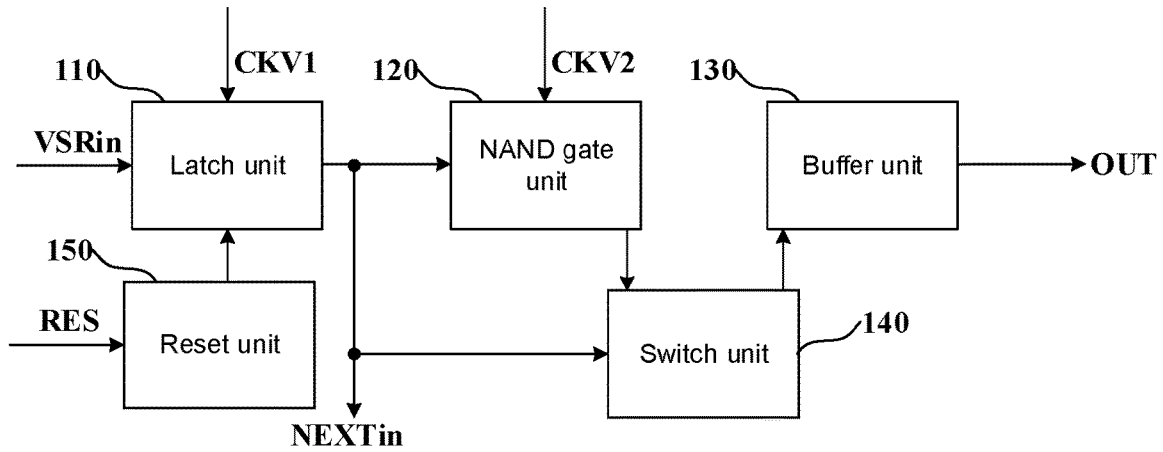 CKV1
CKV2
110
120
130
VSRin
Latch unit
NAND gate
unit
Buffer unit
OUT
150
RES
Reset unit
Switch unit
140
NEXTin